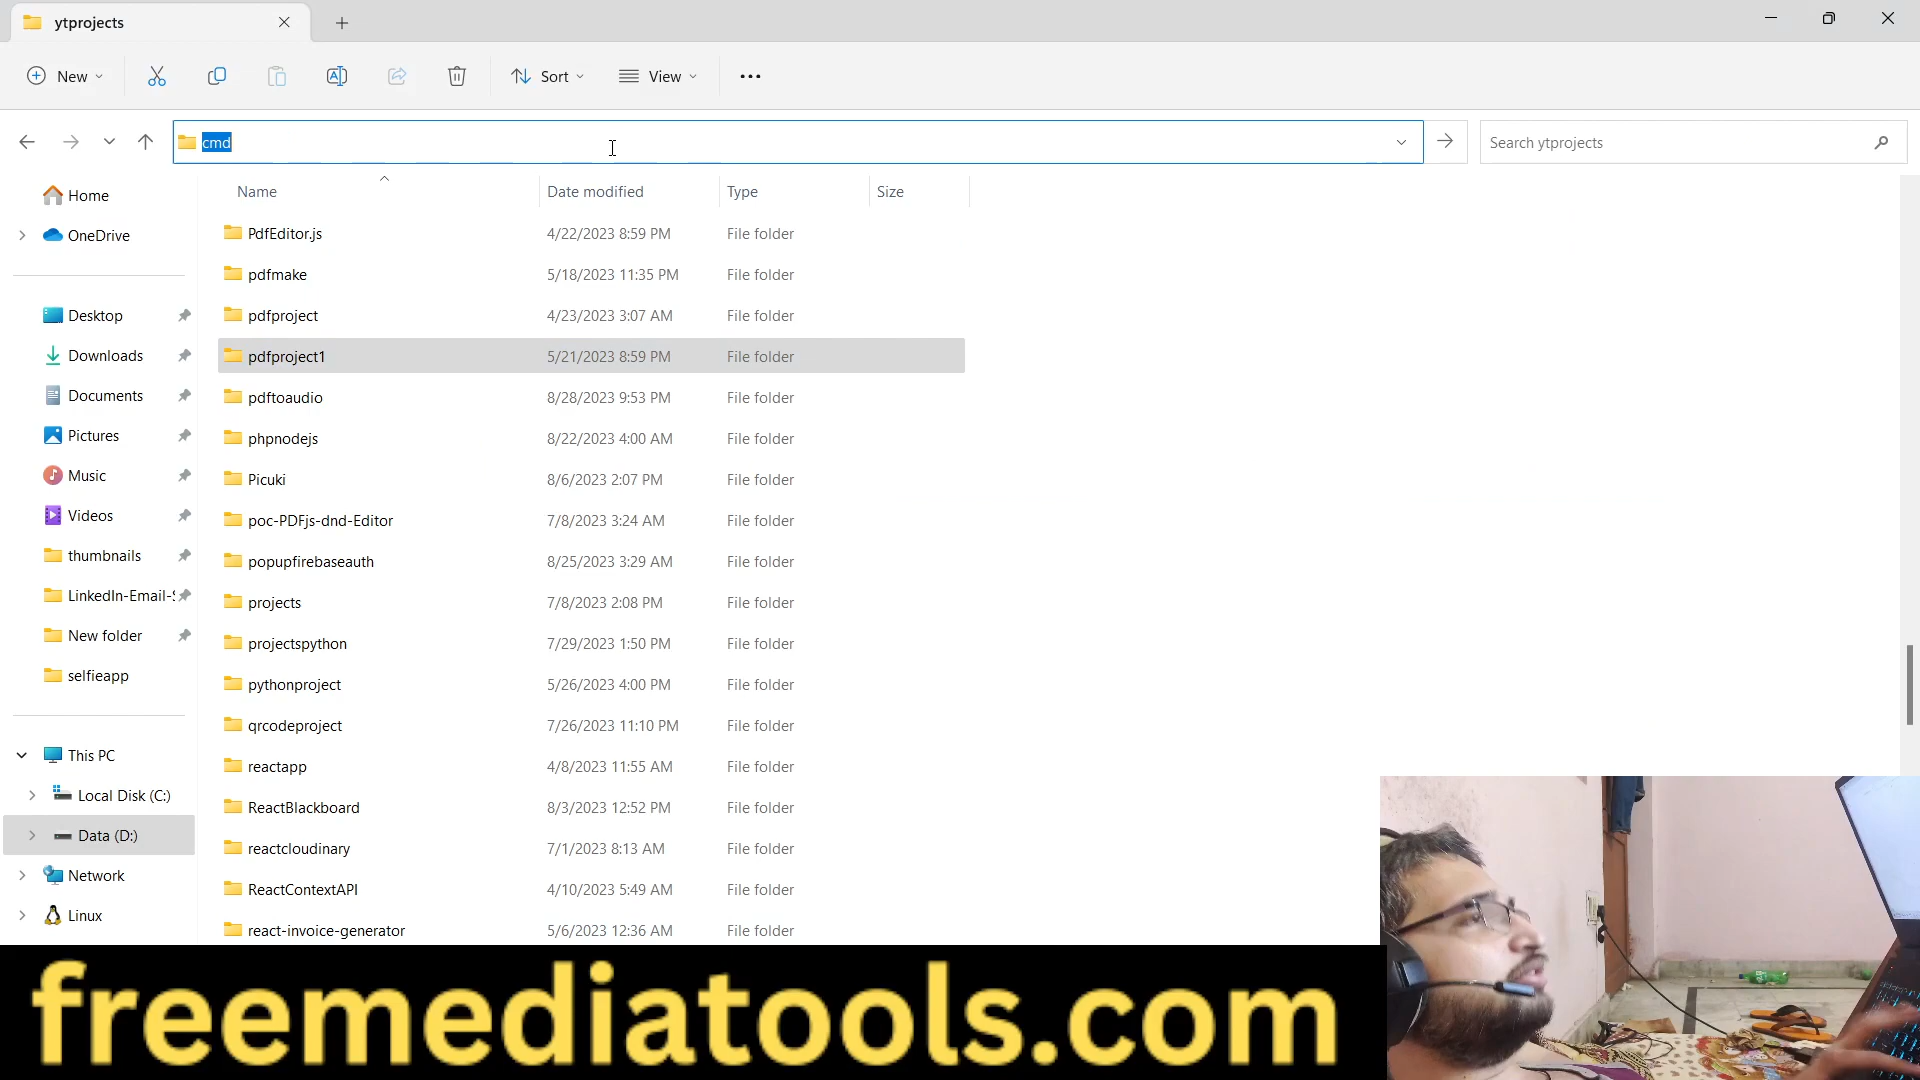 ytprojects
New
Sort
View
cmd
Search ytprojects
Name Date modified Type Size
Home
OneDrive
Desktop
Downloads
Documents
Pictures
Music
Videos
thumbnails
LinkedIn-Email-S
New folder
selfieapp
This PC
Local Disk (C:)
Data (D:)
Network
Linux
PdfEditor.js 4/22/2023 8:59 PM File folder
pdfmake 5/18/2023 11:35 PM File folder
pdfproject 4/23/2023 3:07 AM File folder
pdfproject1 5/21/2023 8:59 PM File folder
pdftoaudio 8/28/2023 9:53 PM File folder
phpnodejs 8/22/2023 4:00 AM File folder
Picuki 8/6/2023 2:07 PM File folder
poc-PDFjs-dnd-Editor 7/8/2023 3:24 AM File folder
popupfirebaseauth 8/25/2023 3:29 AM File folder
projects 7/8/2023 2:08 PM File folder
projectspython 7/29/2023 1:50 PM File folder
pythonproject 5/26/2023 4:00 PM File folder
qrcodeproject 7/26/2023 11:10 PM File folder
reactapp 4/8/2023 11:55 AM File folder
ReactBlackboard 8/3/2023 12:52 PM File folder
reactcloudinary 7/1/2023 8:13 AM File folder
ReactContextAPI 4/10/2023 5:49 AM File folder
react-invoice-generator 5/6/2023 12:36 AM File folder
freemediatools.com